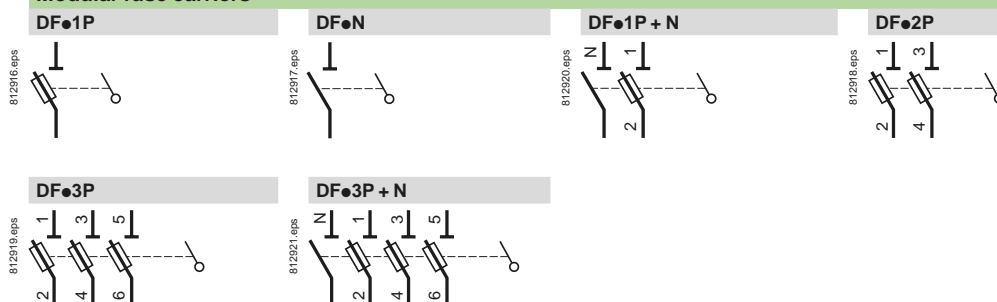 Modular fuse carriers
DF●1P
DF●N
DF●1P + N
DF●2P
812916.eps
812917.eps
812920.eps
N
1
2
812918.eps
1
3
2
4
DF●3P
DF●3P + N
812919.eps
1
3
5
2
4
6
812921.eps
N
1
3
5
2
4
6